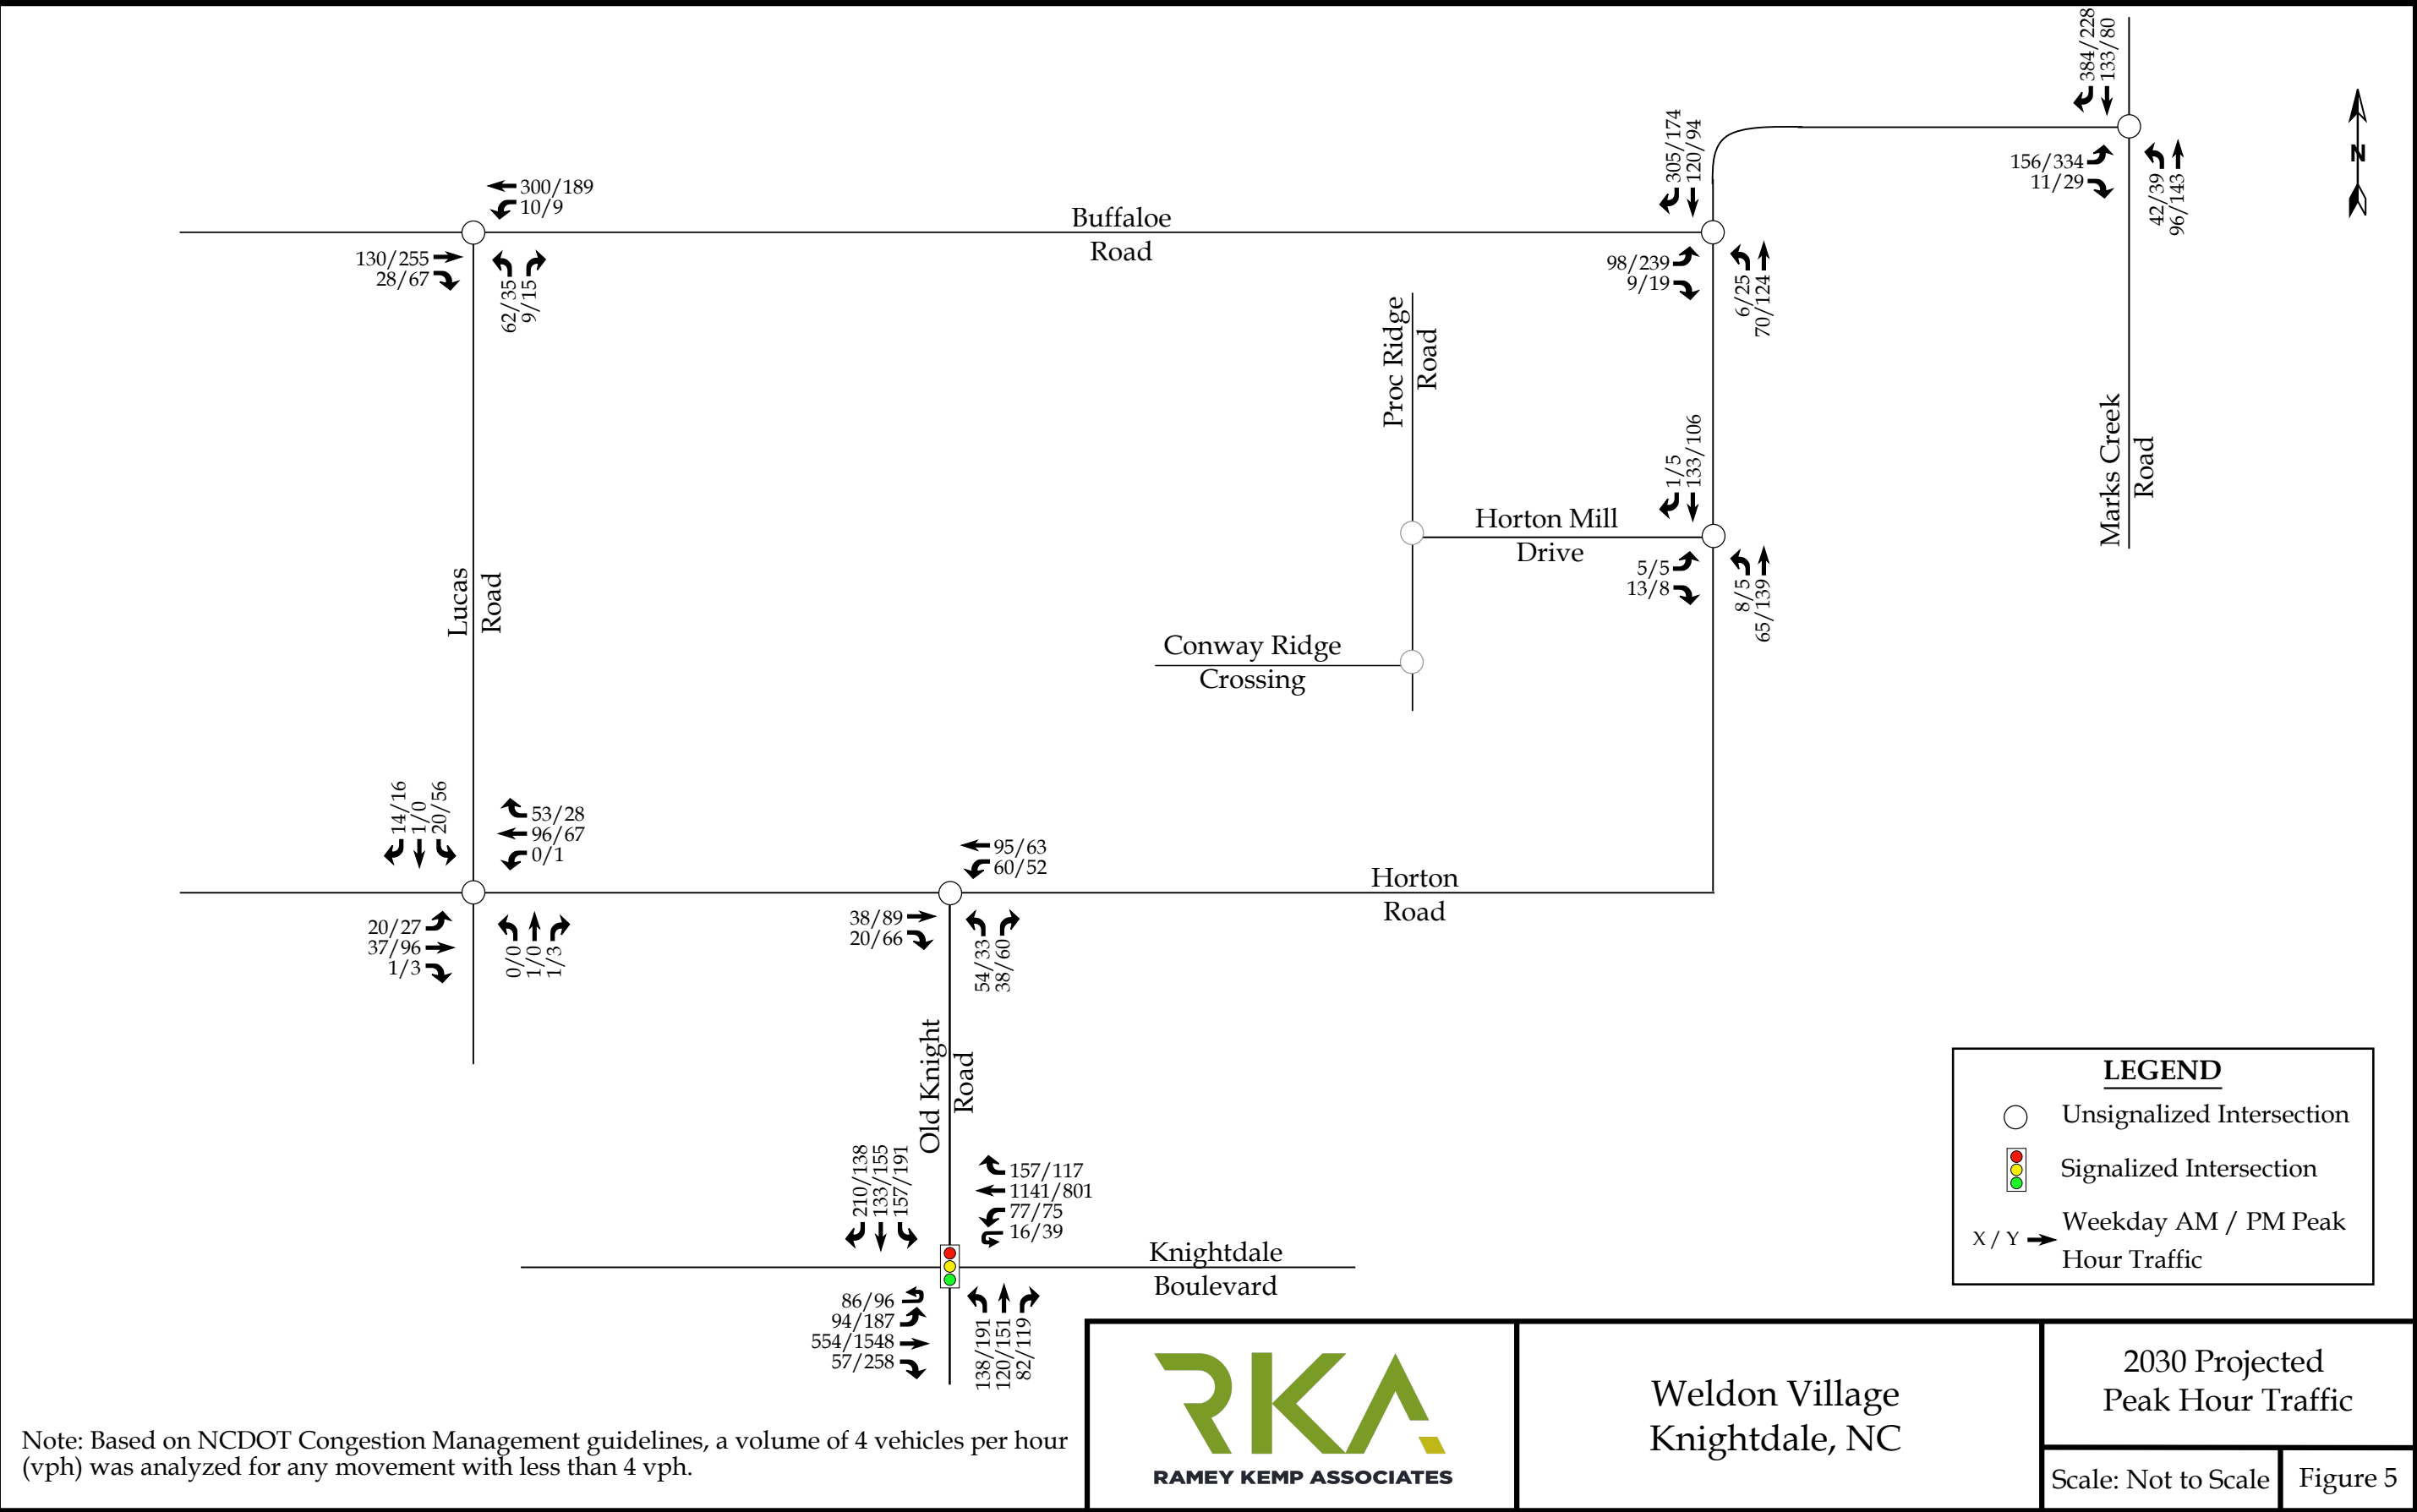 384/228
133/80
156/334
11/29
42/39
96/143
N
305/174
120/94
98/239
9/19
6/25
70/124
300/189
10/9
130/255
28/67
62/35
9/15
Buffaloe
Road
Proc Ridge
Road
Marks Creek
Road
1/5
133/106
Horton Mill
Drive
5/5
13/8
8/5
65/139
Lucas
Road
Conway Ridge
Crossing
14/16
1/0
20/56
53/28
96/67
0/1
20/27
37/96
1/3
0/0
1/0
1/3
95/63
60/52
38/89
20/66
54/33
38/60
Horton
Road
Old Knight
Road
210/138
133/155
157/191
157/117
1141/801
77/75
16/39
Knightdale
Boulevard
86/96
94/187
554/1548
57/258
138/191
120/151
82/119
LEGEND
Unsignalized Intersection
Signalized Intersection
X / Y
Weekday AM / PM Peak
Hour Traffic
Note: Based on NCDOT Congestion Management guidelines, a volume of 4 vehicles per hour
(vph) was analyzed for any movement with less than 4 vph.
RKA
RAMEY KEMP ASSOCIATES
Weldon Village
Knightdale, NC
2030 Projected
Peak Hour Traffic
Scale: Not to Scale
Figure 5